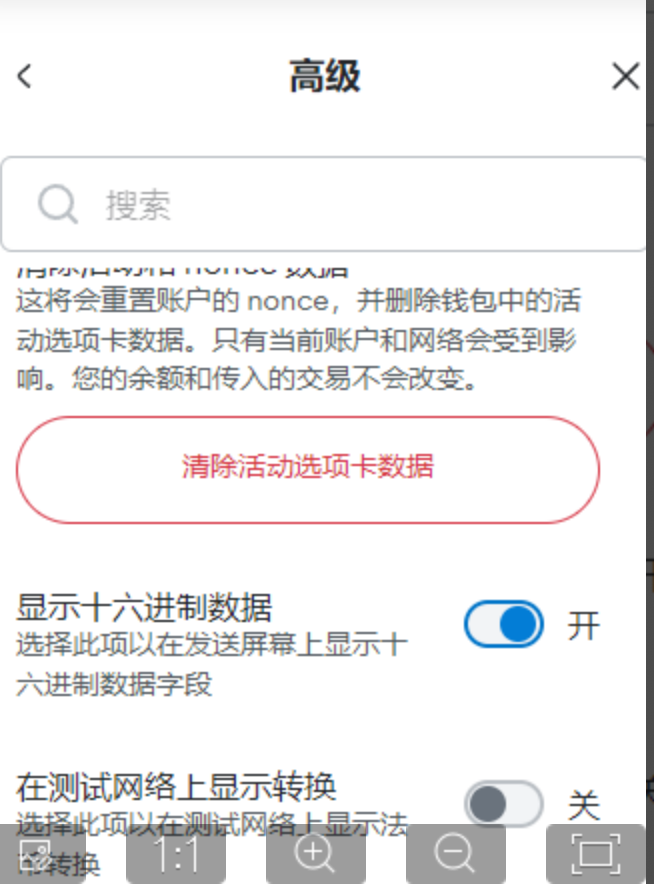 高级
搜索
清除活动和 nonce 数据
这将会重置账户的 nonce，并删除钱包中的活
动选项卡数据。只有当前账户和网络会受到影
响。您的余额和传入的交易不会改变。
清除活动选项卡数据
显示十六进制数据
开
选择此项以在发送屏幕上显示十
六进制数据字段
在测试网络上显示转换
关
选择此项以在测试网络上显示法
币转换
1:1